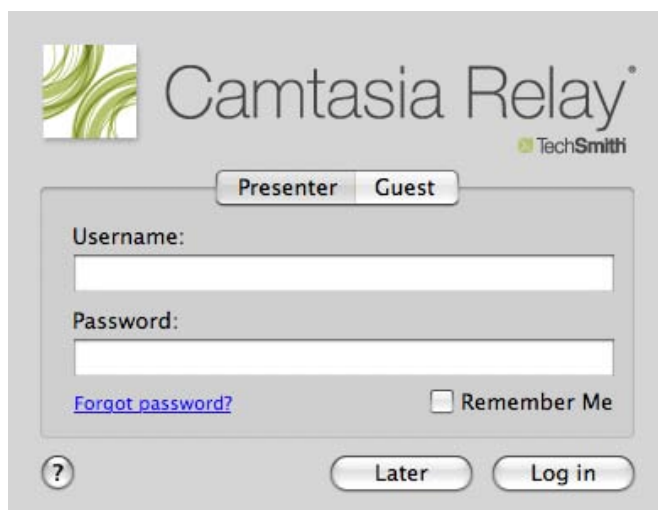 Camtasia Relay®
TechSmith
Presenter Guest
Username:
Password:
Forgot password?
Remember Me
?
Later
Log in